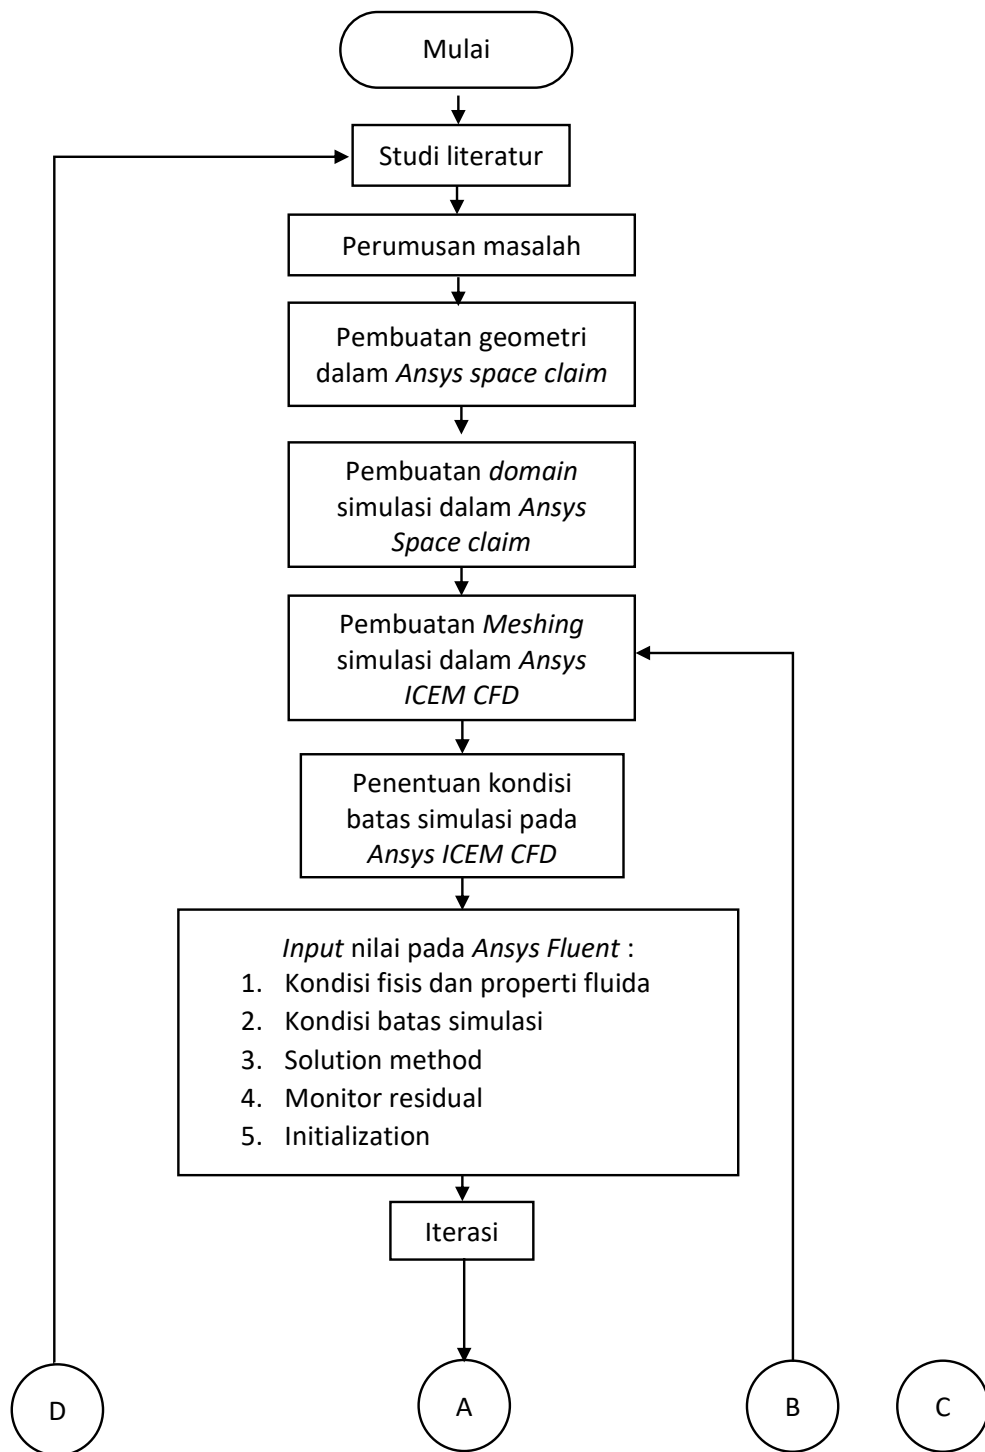 Mulai
Studi literatur
Perumusan masalah
Pembuatan geometri
dalam Ansys space claim
Pembuatan domain
simulasi dalam Ansys
Space claim
Pembuatan Meshing
simulasi dalam Ansys
ICEM CFD
Penentuan kondisi
batas simulasi pada
Ansys ICEM CFD
Input nilai pada Ansys Fluent :
1. Kondisi fisis dan properti fluida
2. Kondisi batas simulasi
3. Solution method
4. Monitor residual
5. Initialization
Iterasi
D
A
B
C